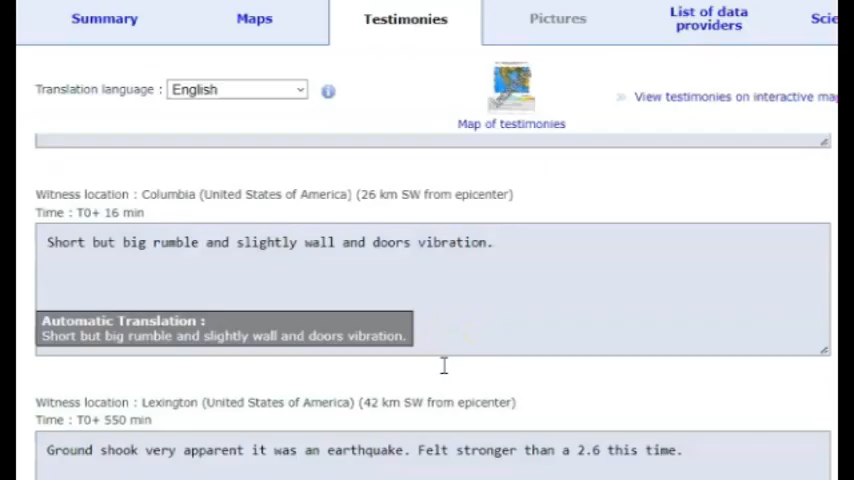 Summary
Maps
Testimonies
Pictures
List of data
providers
Translation language : English
View testimonies on interactive
Map of testimonies
Witness location : Columbia (United States of America) (26 km SW from epicenter)
Time : T0+ 16 min
Short but big rumble and slightly wall and doors vibration.
Automatic Translation :
Short but big rumble and slightly wall and doors vibration.
Witness location : Lexington (United States of America) (42 km SW from epicenter)
Time : T0+ 550 min
Ground shook very apparent it was an earthquake. Felt stronger than a 2.6 this time.